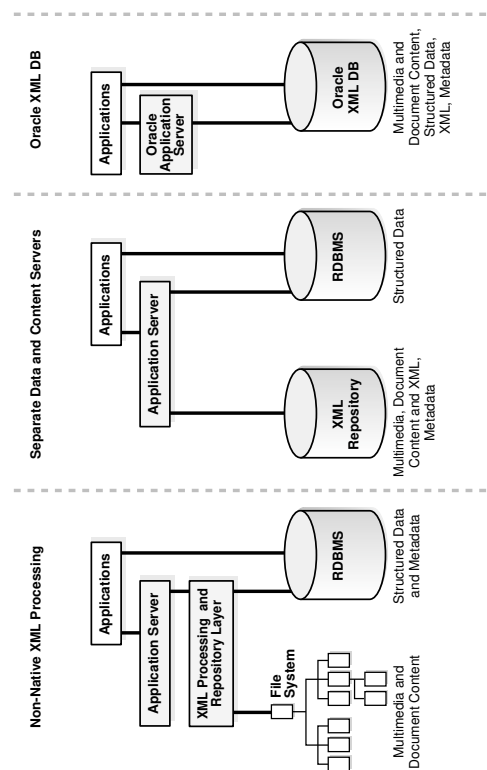 Non-Native XML Processing
Applications
Application Server
XML Processing and
Repository Layer
File
System
RDBMS
Multimedia and
Document Content
Structured Data
and Metadata
Separate Data and Content Servers
Applications
Application Server
XML
Repository
RDBMS
Multimedia, Document
Content and XML,
Metadata
Structured Data
Oracle XML DB
Applications
Oracle
Application
Server
Oracle
XML DB
Multimedia and
Document Content,
Structured Data,
XML, Metadata